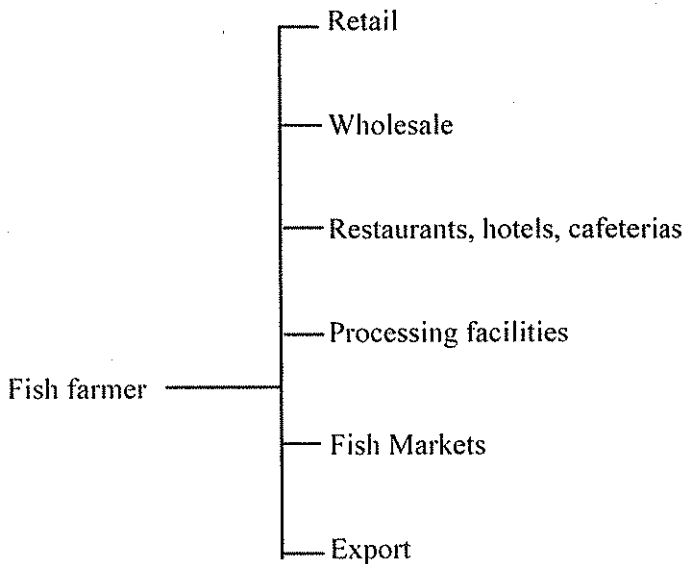 Retail
Wholesale
Restaurants, hotels, cafeterias
Processing facilities
Fish farmer
Fish Markets
Export